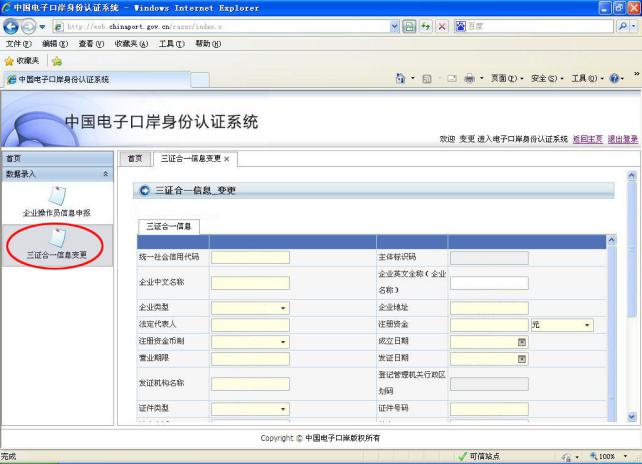 中国电子口岸身份认证系统 - Windows Internet Explorer
文件(F) 编辑(E) 查看(V) 收藏夹(A) 工具(T) 帮助(H)
百度
收藏夹
中国电子口岸身份认证系统
页面(P) 安全(S) 工具(O)
中国电子口岸身份认证系统
欢迎 变更 进入电子口岸身份认证系统 返回主页 退出登录
首页
数据录入
企业操作员信息申报
三证合一信息变更
首页 三证合一信息变更 ×
三证合一信息_变更
三证合一信息
统一社会信用代码 主体标识码
企业中文名称 企业英文全称(企业
名称)
企业类型 企业地址
法定代表人 注册资金 元
注册资金币制 成立日期
营业期限 发证日期
发证机构名称 登记管理机关行政区
划码
证件类型 证件号码
Copyright © 中国电子口岸版权所有
完成 可信站点 100%